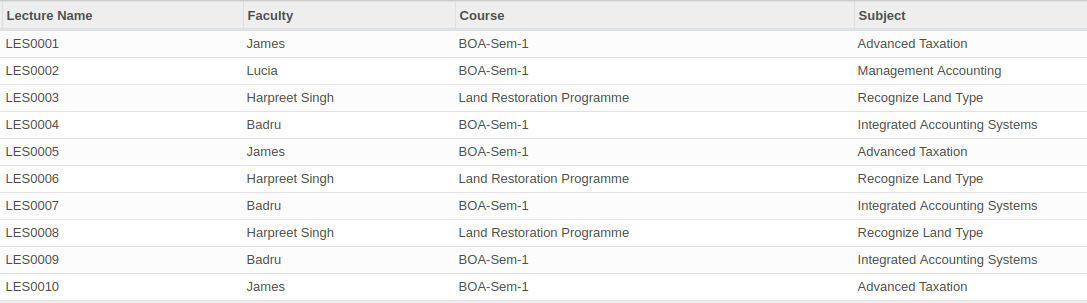 Lecture Name Faculty Course Subject
LES0001 James BOA-Sem-1 Advanced Taxation
LES0002 Lucia BOA-Sem-1 Management Accounting
LES0003 Harpreet Singh Land Restoration Programme Recognize Land Type
LES0004 Badru BOA-Sem-1 Integrated Accounting Systems
LES0005 James BOA-Sem-1 Advanced Taxation
LES0006 Harpreet Singh Land Restoration Programme Recognize Land Type
LES0007 Badru BOA-Sem-1 Integrated Accounting Systems
LES0008 Harpreet Singh Land Restoration Programme Recognize Land Type
LES0009 Badru BOA-Sem-1 Integrated Accounting Systems
LES0010 James BOA-Sem-1 Advanced Taxation